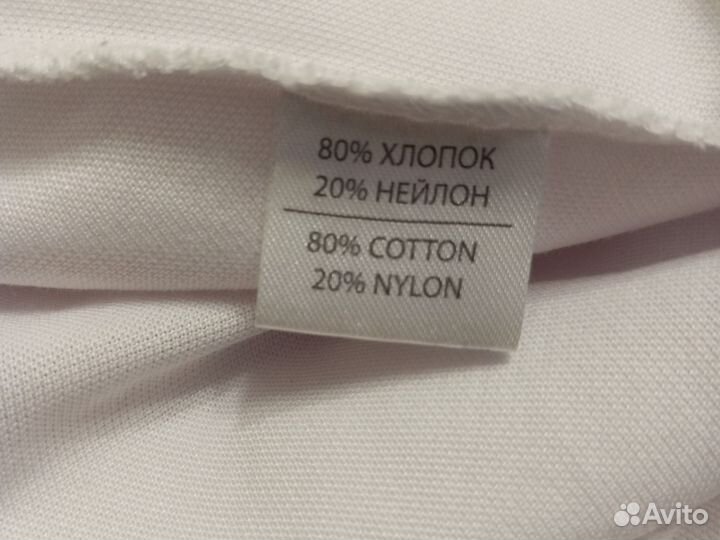 80% ХЛОПОК
20% НЕЙЛОН
80% COTTON
20% NYLON
Avito